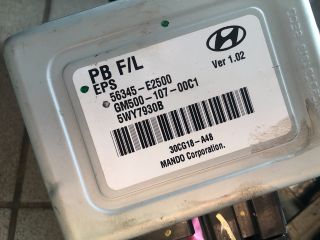 PB F/L
EPS
Ver 1.02
56345-E2500
GM500-107-00C1
5WY7930B
30CG16-A48
MANDO Corporation.